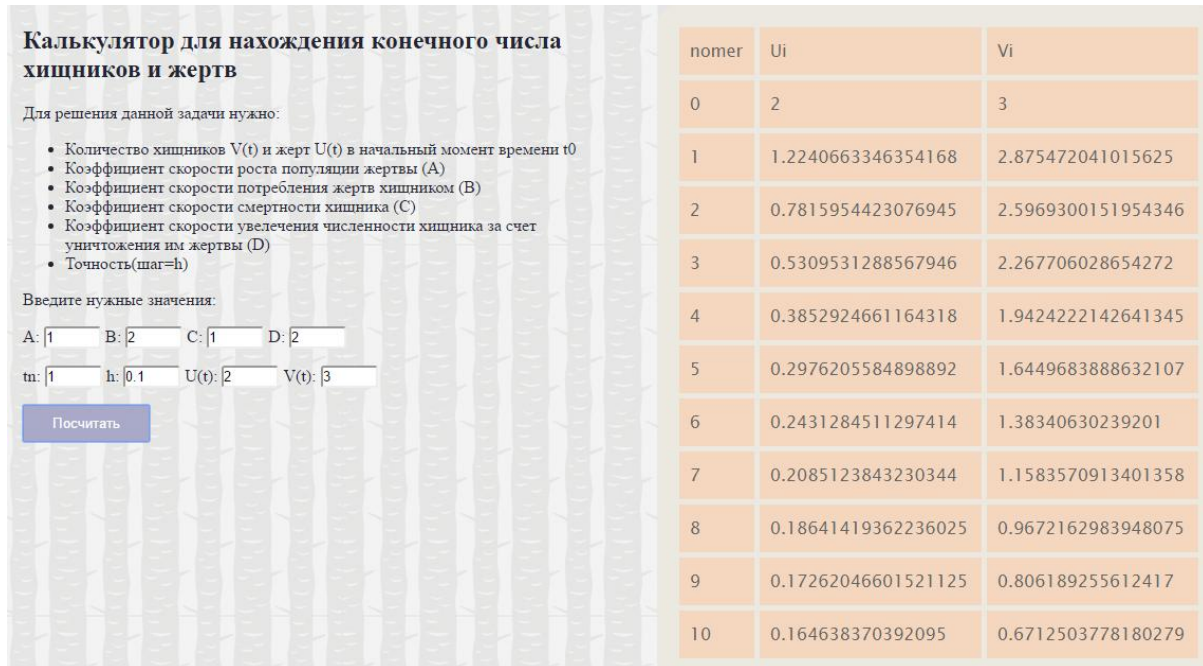 Калькулятор для нахождения конечного числа
хищников и жертв
Для решения данной задачи нужно:
• Количество хищников V(t) и жерт U(t) в начальный момент времени t0
• Коэффициент скорости роста популяции жертвы (A)
• Коэффициент скорости потребления жертв хищником (B)
• Коэффициент скорости смертности хищника (C)
• Коэффициент скорости увелечения численности хищника за счет
уничтожения им жертвы (D)
• Точность(шаг=h)
Введите нужные значения:
A: 1 B: 2 C: 1 D: 2
tn: 1 h: 0.1 U(t): 2 V(t): 3
Посчитать
nomer Ui Vi
0 2 3
1 1.2240663346354168 2.875472041015625
2 0.7815954423076945 2.5969300151954346
3 0.5309531288567946 2.267706028654272
4 0.3852924661164318 1.9424222142641345
5 0.2976205584898892 1.6449683888632107
6 0.2431284511297414 1.38340630239201
7 0.2085123843230344 1.1583570913401358
8 0.18641419362236025 0.9672162983948075
9 0.17262046601521125 0.806189255612417
10 0.164638370392095 0.6712503778180279